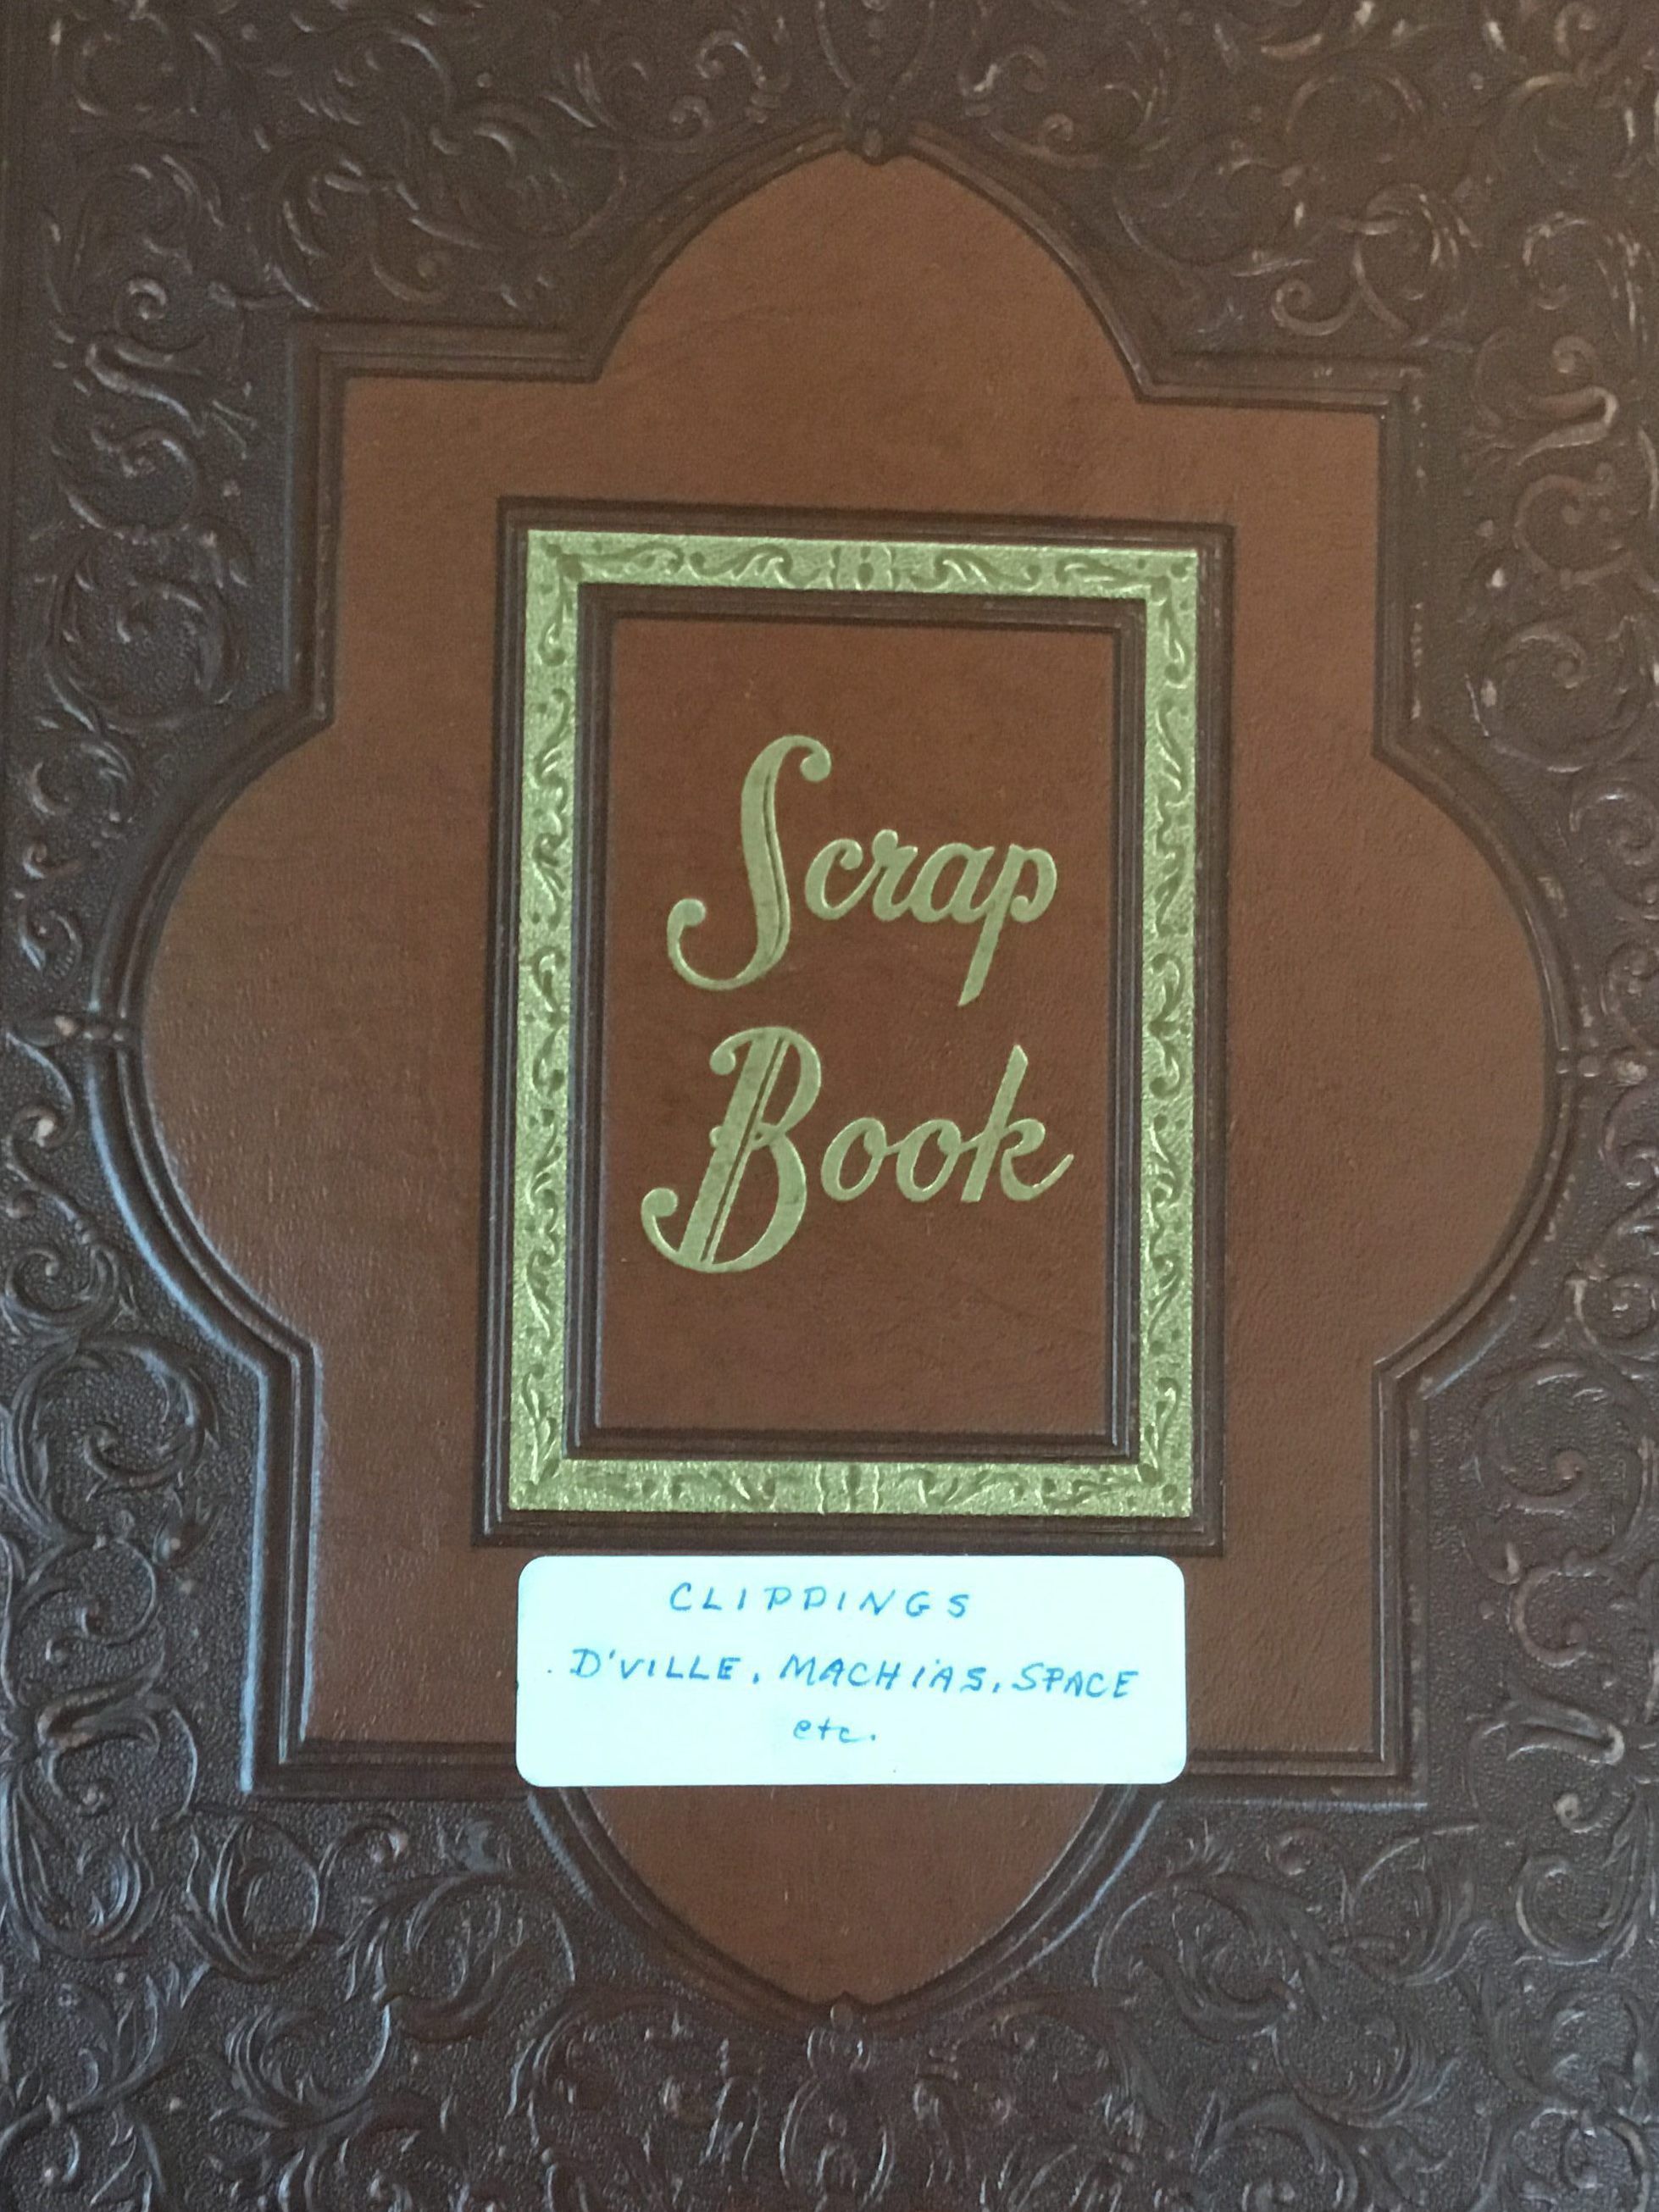 Scrap
Book
CLIPPINGS
D'VILLE, MACHIAS, SPACE
etc.